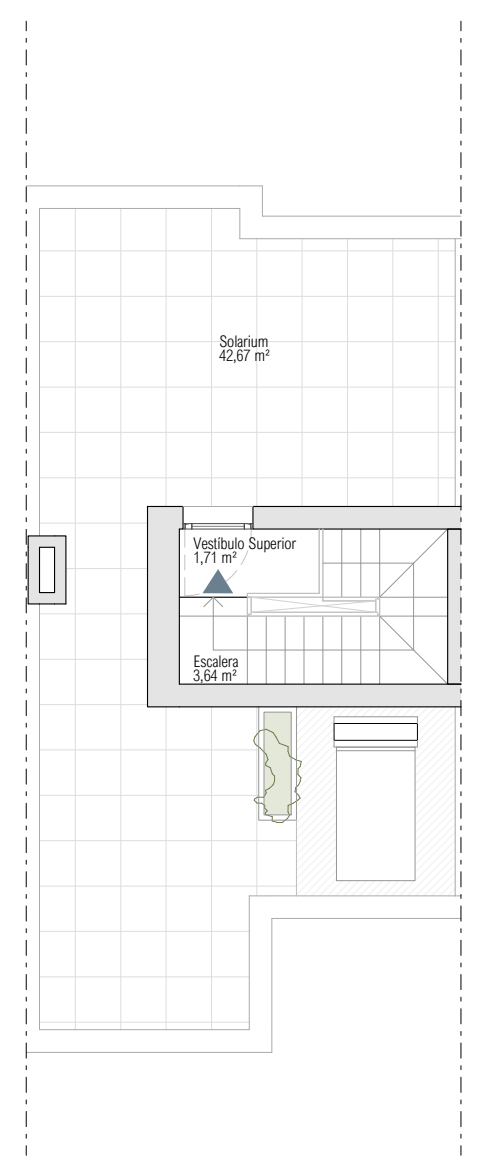 Solarium
42,67 m²
Vestíbulo Superior
1,71 m²
Escalera
3,64 m²